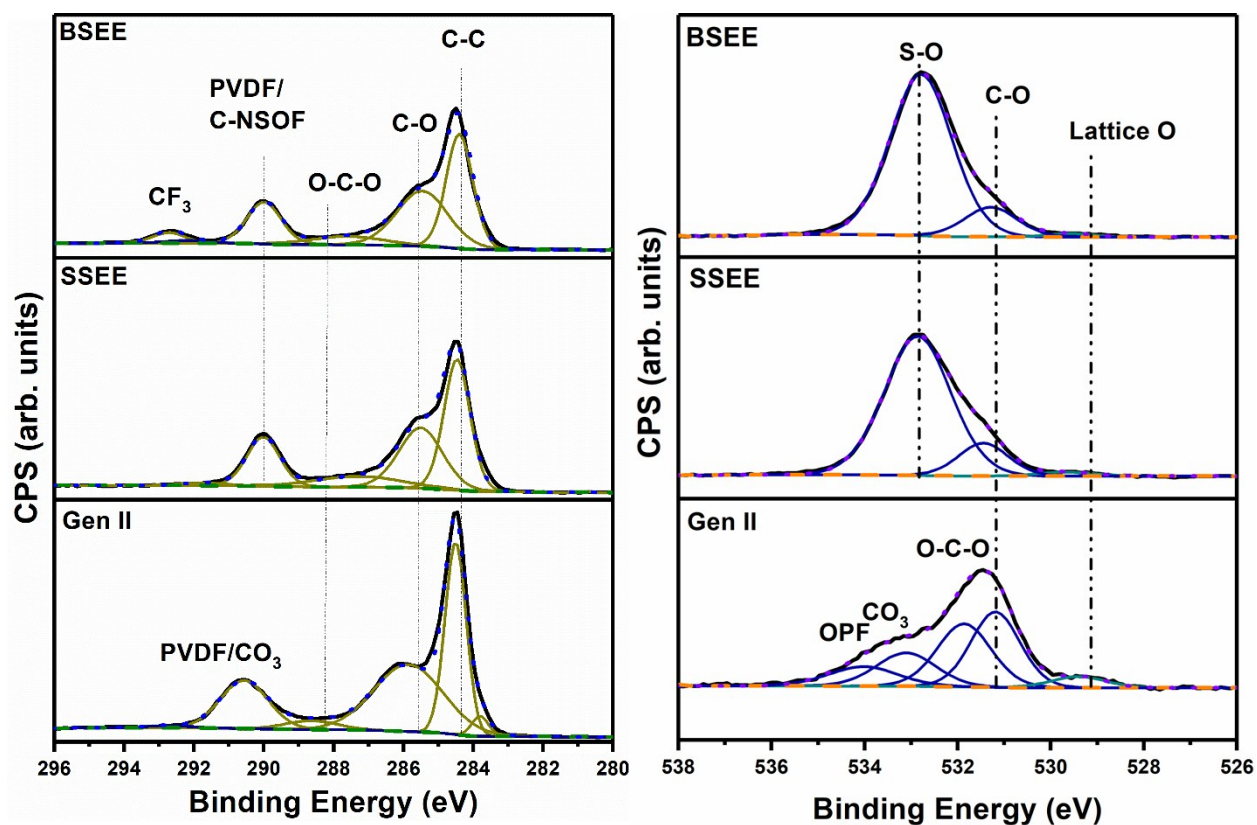 BSEE
C-C
PVDF/
C-NSOF
C-O
O-C-O
CF₃
SSEE
Gen II
PVDF/CO₃
CPS (arb. units)
296 294 292 290 288 286 284 282 280
Binding Energy (eV)
BSEE
S-O
C-O
Lattice O
SSEE
Gen II
O-C-O
CO₃
OPF
CPS (arb. units)
538 536 534 532 530 528 526
Binding Energy (eV)